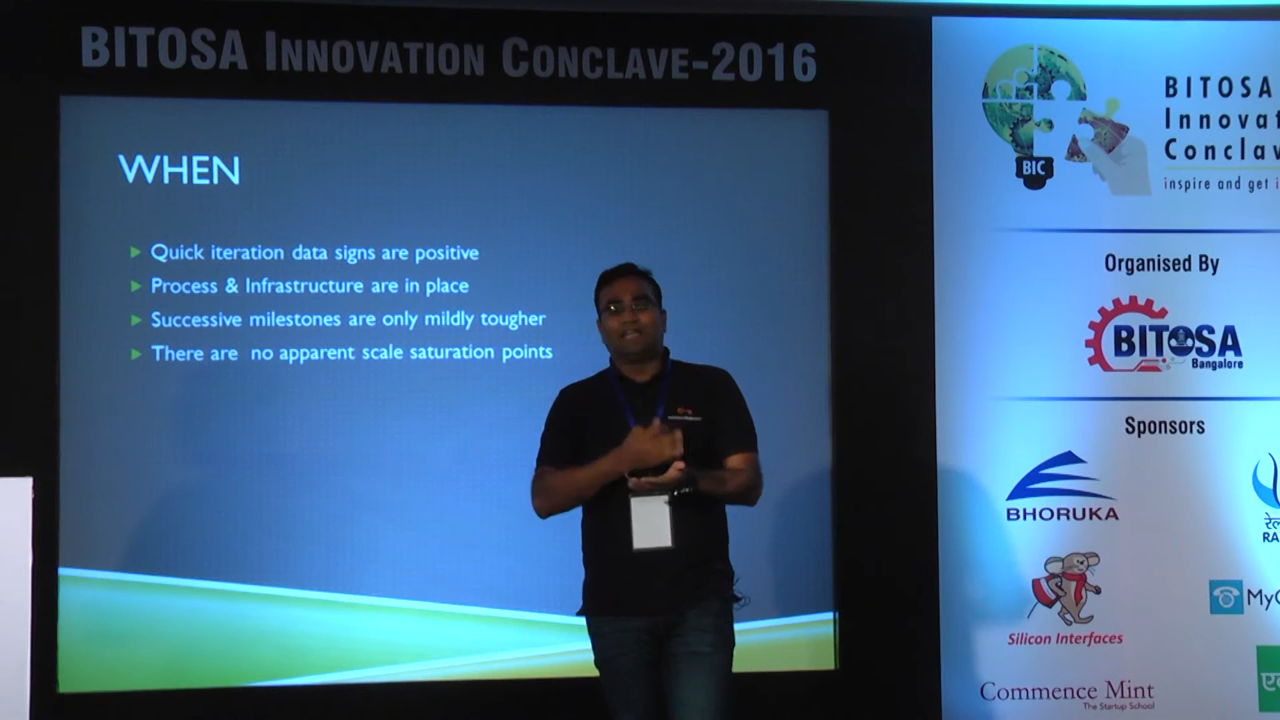 BITOSA INNOVATION CONCLAVE-2016
WHEN
Quick iteration data signs are positive
Process & Infrastructure are in place
Successive milestones are only mildly tougher
There are no apparent scale saturation points
BIC
BITOSA
Innovat
Conclav
inspire and get i
Organised By
BITOSA
Bangalore
Sponsors
BHORUKA
रेल
RA
Silicon Interfaces
MyO
Commence Mint
The Startup School